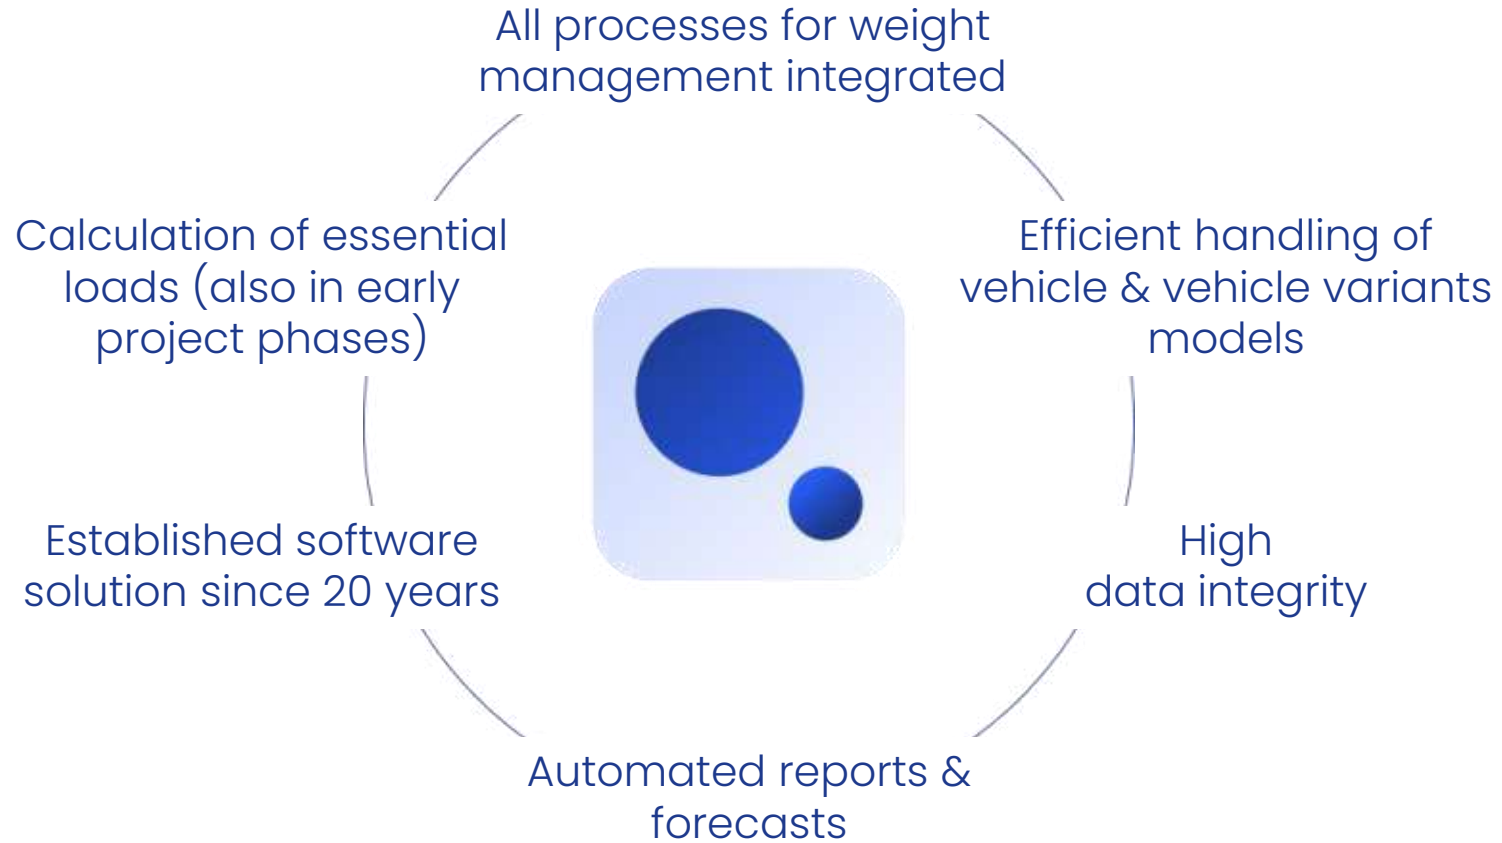 All processes for weight
management integrated
Efficient handling of
vehicle & vehicle variants
models
High
data integrity
Automated reports &
forecasts
Established software
solution since 20 years
Calculation of essential
loads (also in early
project phases)